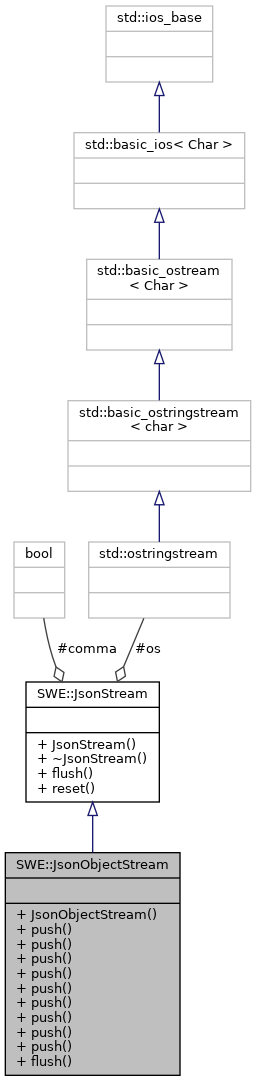 std::ios_base
std::basic_ios< Char >
std::basic_ostream
< Char >
std::basic_ostringstream
< char >
bool
std::ostringstream
#comma
#os
SWE::JsonStream
+ JsonStream()
+ ~JsonStream()
+ flush()
+ reset()
SWE::JsonObjectStream
+ JsonObjectStream()
+ push()
+ push()
+ push()
+ push()
+ push()
+ push()
+ push()
+ push()
+ push()
+ flush()